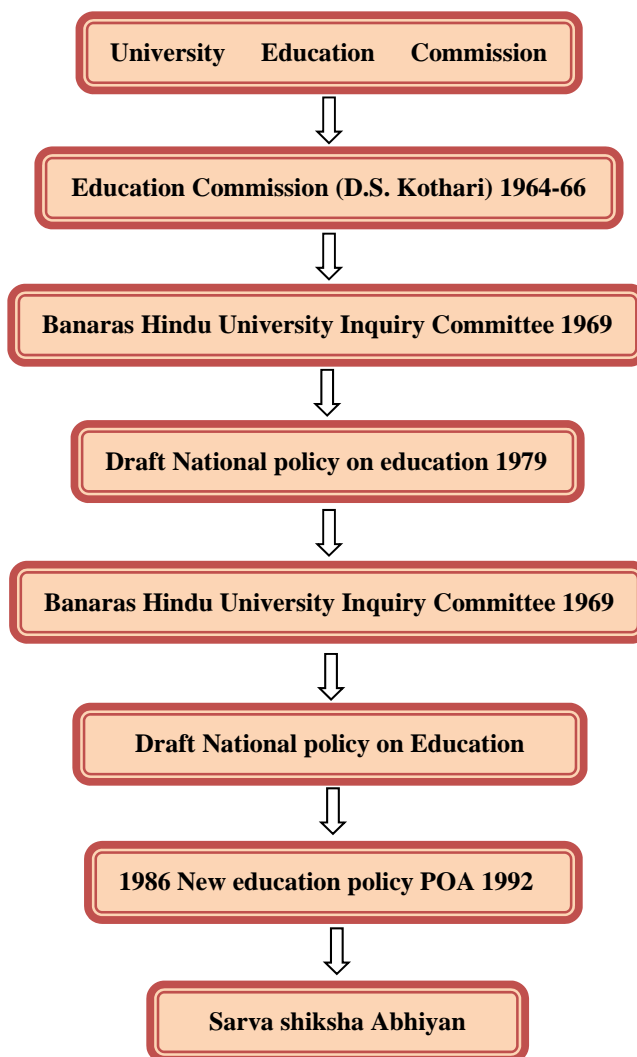 University Education Commission
Education Commission (D.S. Kothari) 1964-66
Banaras Hindu University Inquiry Committee 1969
Draft National policy on education 1979
Banaras Hindu University Inquiry Committee 1969
Draft National policy on Education
1986 New education policy POA 1992
Sarva shiksha Abhiyan